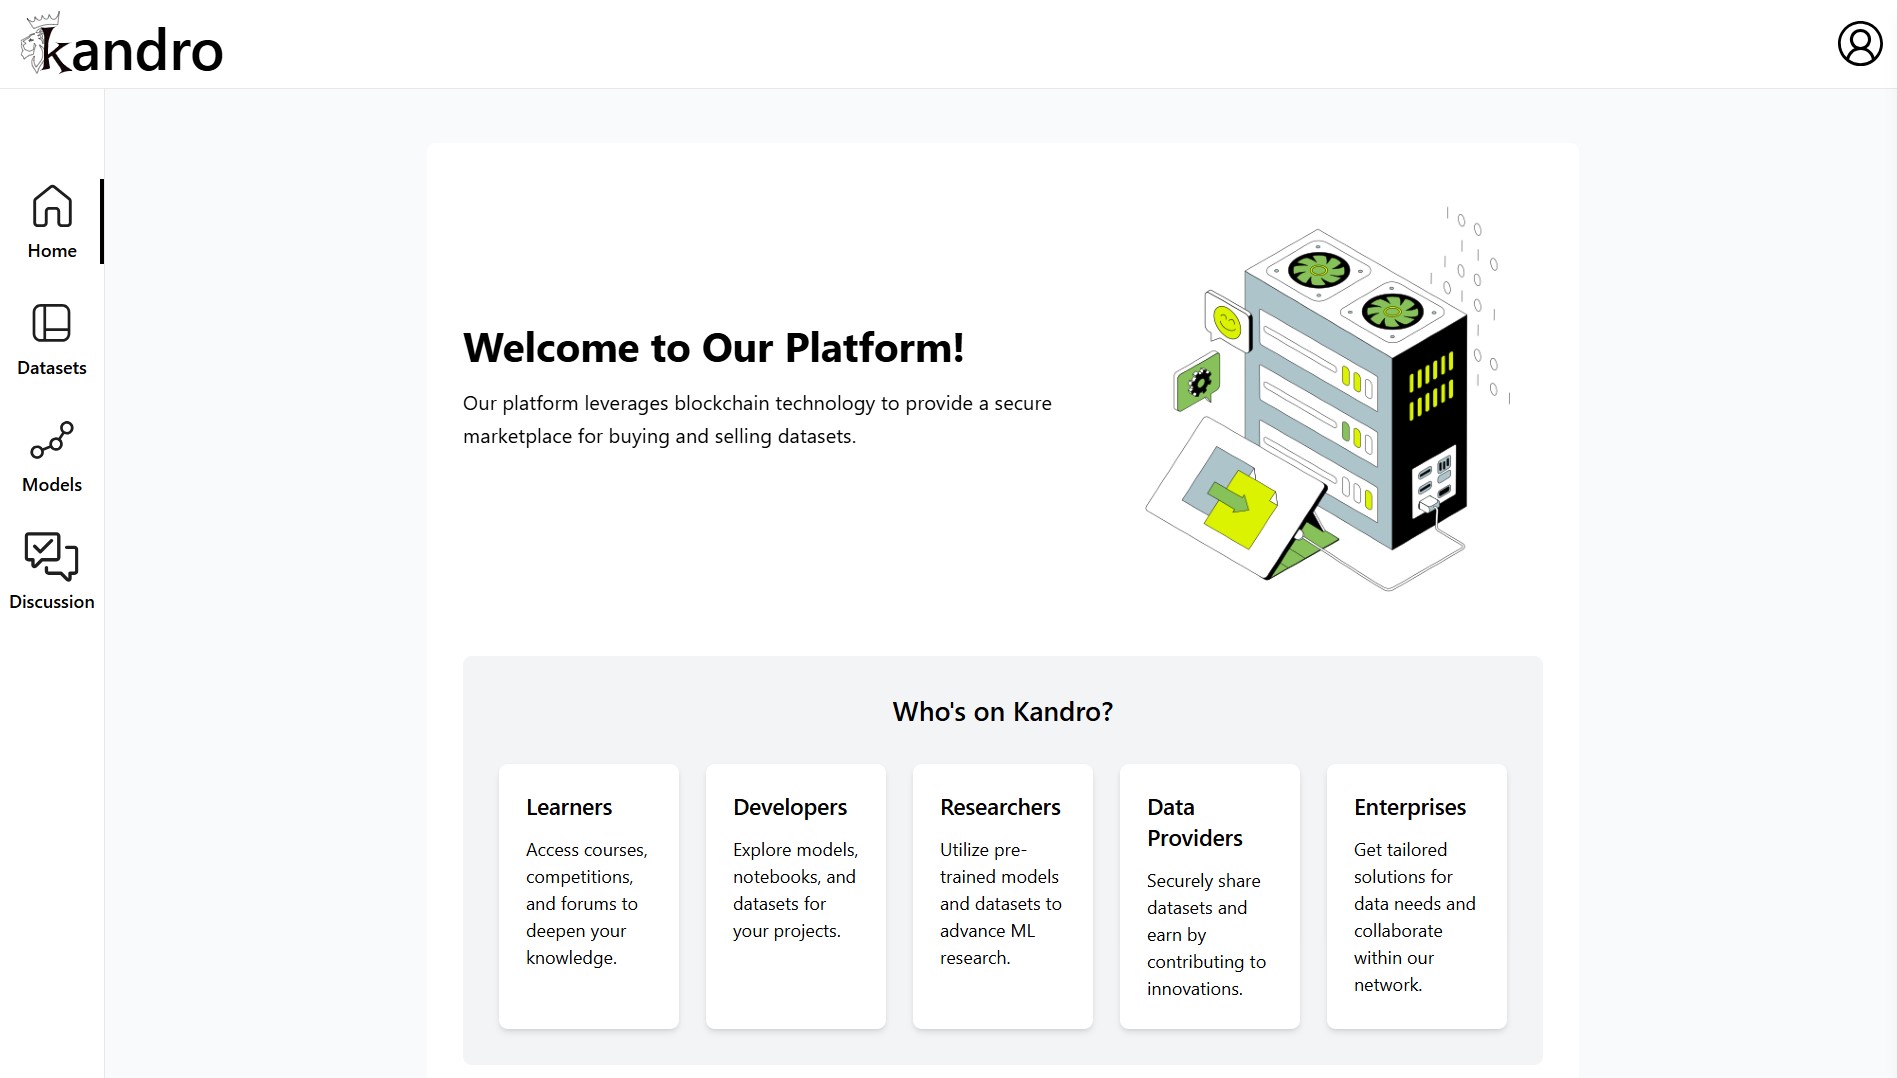 kandro
Home
Datasets
Models
Discussion
Welcome to Our Platform!
Our platform leverages blockchain technology to provide a secure
marketplace for buying and selling datasets.
Who's on Kandro?
Learners
Access courses,
competitions,
and forums to
deepen your
knowledge.
Developers
Explore models,
notebooks, and
datasets for
your projects.
Researchers
Utilize pre-
trained models
and datasets to
advance ML
research.
Data
Providers
Securely share
datasets and
earn by
contributing to
innovations.
Enterprises
Get tailored
solutions for
data needs and
collaborate
within our
network.